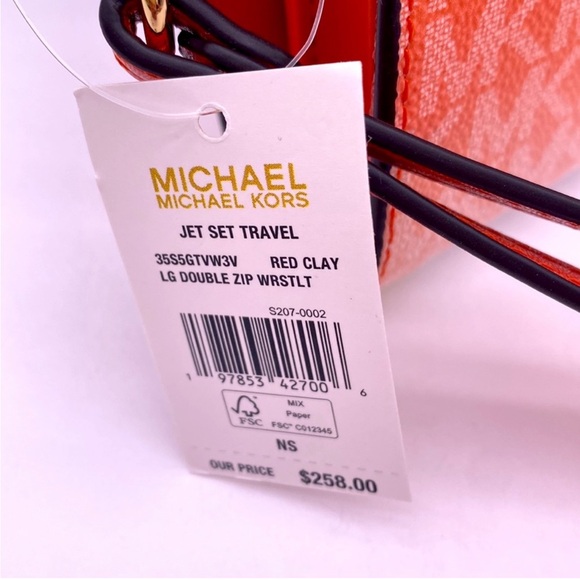 MICHAEL
MICHAEL KORS
JET SET TRAVEL
35S5GTVW3V RED CLAY
LG DOUBLE ZIP WRSTLT
S207-0002
1 97853 42700 6
FSC
MIX
Paper
FSC™ C012345
NS
OUR PRICE $258.00